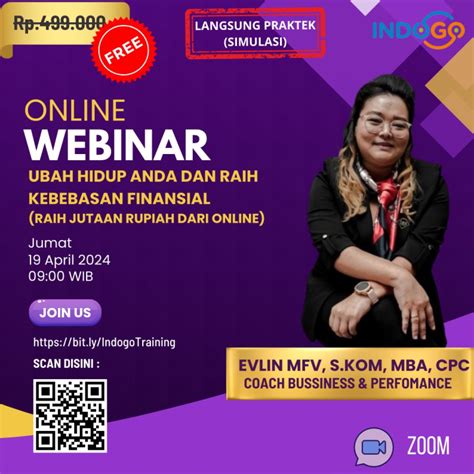 Rp.499.000
FREE
LANGSUNG PRAKTEK
(SIMULASI)
INDOGO
ONLINE
WEBINAR
UBAH HIDUP ANDA DAN RAIH
KEBEBASAN FINANSIAL
(RAIH JUTAAN RUPIAH DARI ONLINE)
Jumat
19 April 2024
09:00 WIB
JOIN US
https://bit.ly/IndogoTraining
SCAN DISINI :
EVLIN MFV, S.KOM, MBA, CPC
COACH BUSSINESS & PERFOMANCE
ZOOM